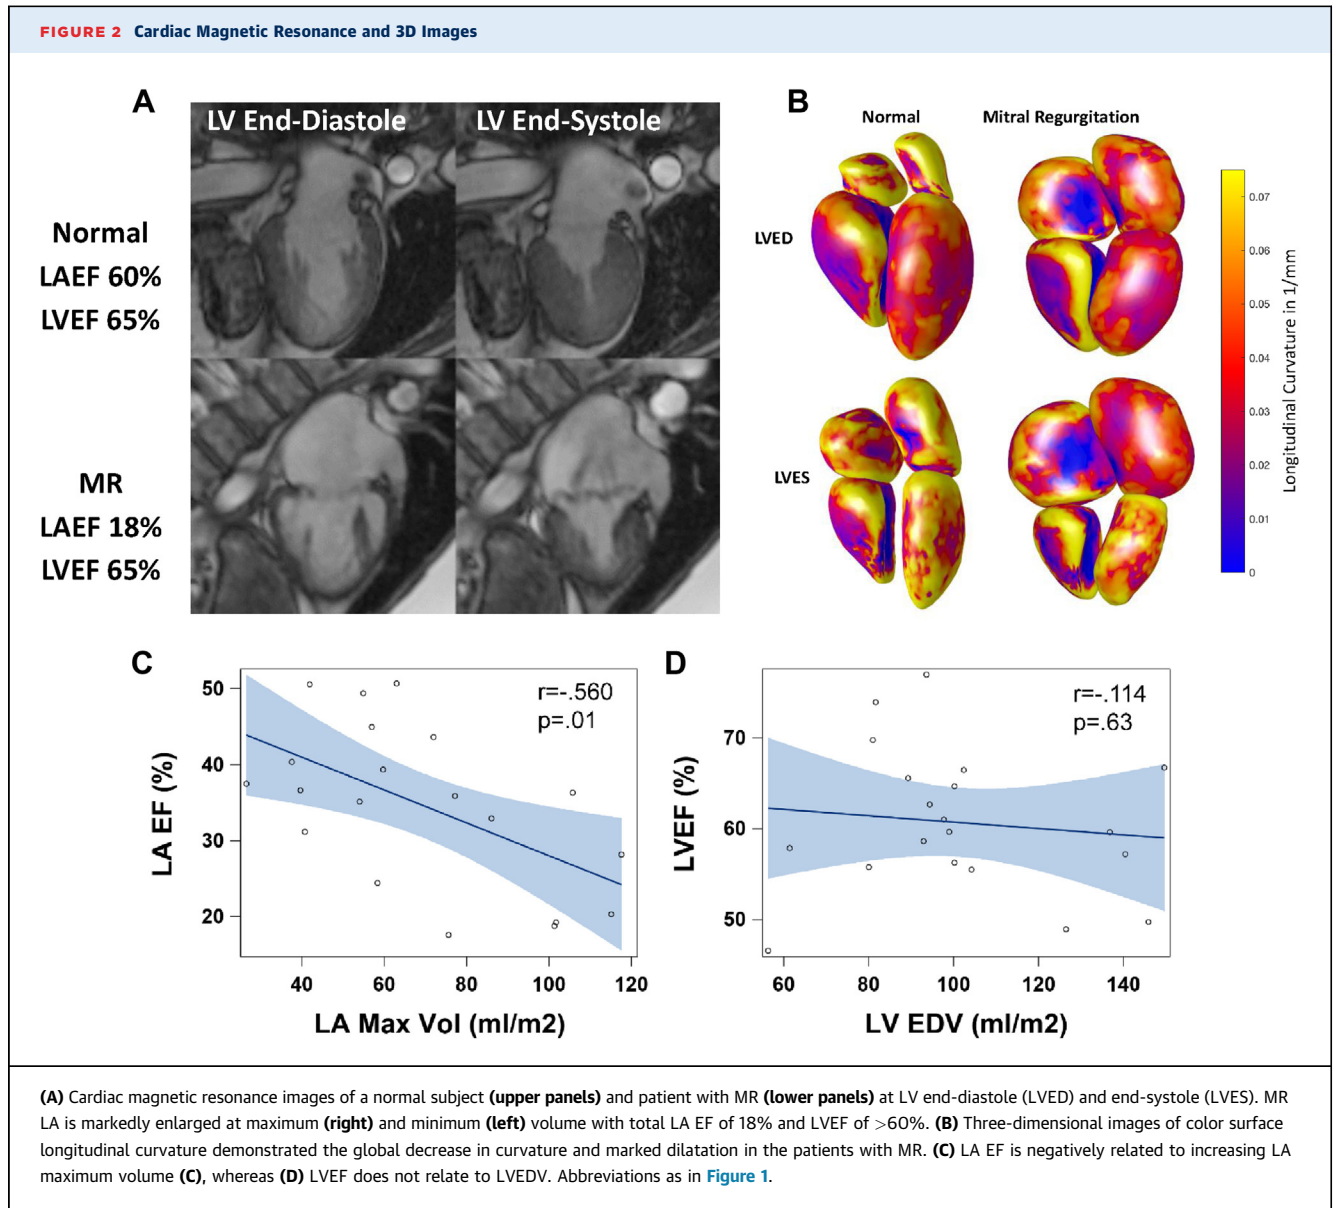 FIGURE 2 Cardiac Magnetic Resonance and 3D Images
A
LV End-Diastole
LV End-Systole
Normal
LAEF 60%
LVEF 65%
MR
LAEF 18%
LVEF 65%
B
Normal
Mitral Regurgitation
LVED
LVES
0.07
0.06
0.05
0.04
0.03
0.02
0.01
0
Longitudinal Curvature in 1/mm
C
r=-.560
p=.01
50
40
30
20
LA EF (%)
40 60 80 100 120
LA Max Vol (ml/m2)
D
r=-.114
p=.63
70
60
50
LVEF (%)
60 80 100 120 140
LV EDV (ml/m2)
(A) Cardiac magnetic resonance images of a normal subject (upper panels) and patient with MR (lower panels) at LV end-diastole (LVED) and end-systole (LVES). MR
LA is markedly enlarged at maximum (right) and minimum (left) volume with total LA EF of 18% and LVEF of >60%. (B) Three-dimensional images of color surface
longitudinal curvature demonstrated the global decrease in curvature and marked dilatation in the patients with MR. (C) LA EF is negatively related to increasing LA
maximum volume (C), whereas (D) LVEF does not relate to LVEDV. Abbreviations as in Figure 1.